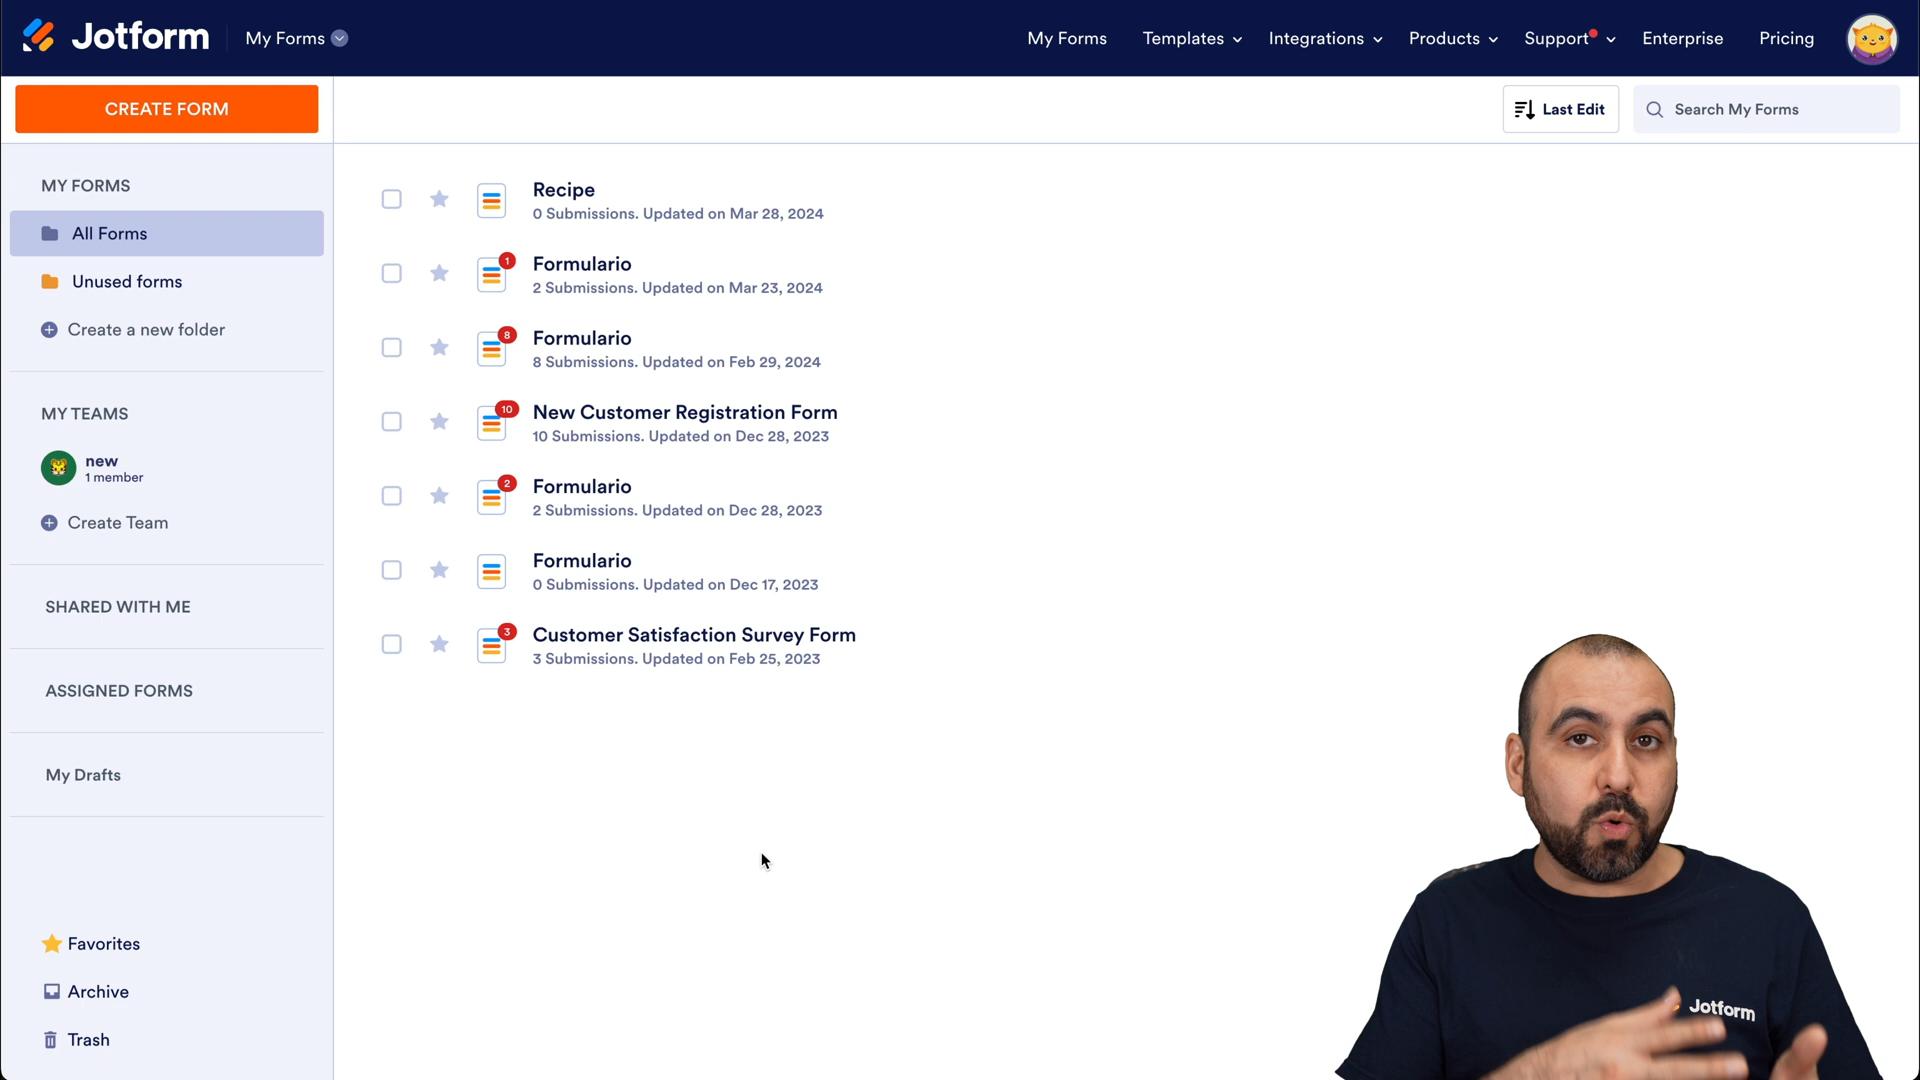 Jotform
My Forms
My Forms
Templates
Integrations
Products
Support
Enterprise
Pricing
CREATE FORM
Last Edit
Search My Forms
MY FORMS
All Forms
Unused forms
Create a new folder
MY TEAMS
new
1 member
Create Team
SHARED WITH ME
ASSIGNED FORMS
My Drafts
Favorites
Archive
Trash
Recipe
0 Submissions. Updated on Mar 28, 2024
1
Formulario
2 Submissions. Updated on Mar 23, 2024
8
Formulario
8 Submissions. Updated on Feb 29, 2024
10
New Customer Registration Form
10 Submissions. Updated on Dec 28, 2023
2
Formulario
2 Submissions. Updated on Dec 28, 2023
Formulario
0 Submissions. Updated on Dec 17, 2023
3
Customer Satisfaction Survey Form
3 Submissions. Updated on Feb 25, 2023
Jotform